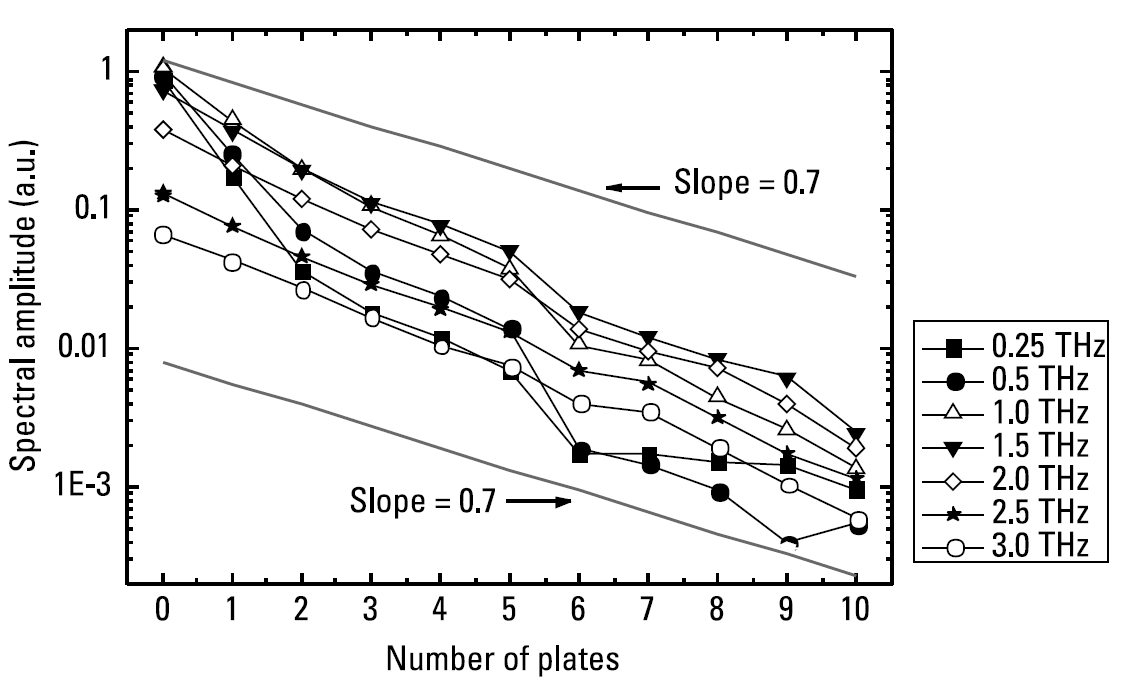 Spectral amplitude (a.u.)
1
0.1
0.01
1E-3
Slope = 0.7
Slope = 0.7
0 1 2 3 4 5 6 7 8 9 10
Number of plates
0.25 THz
0.5 THz
1.0 THz
1.5 THz
2.0 THz
2.5 THz
3.0 THz